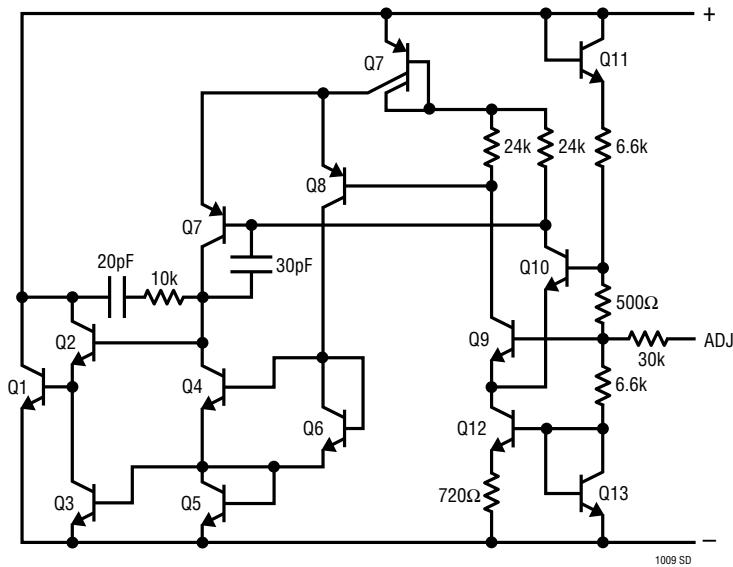 +
Q11
Q7
24k
24k
6.6k
Q8
Q7
30pF
Q10
20pF
10k
500Ω
Q2
Q9
ADJ
30k
Q1
Q4
6.6k
Q6
Q12
Q3
Q5
720Ω
Q13
–
1009 SD